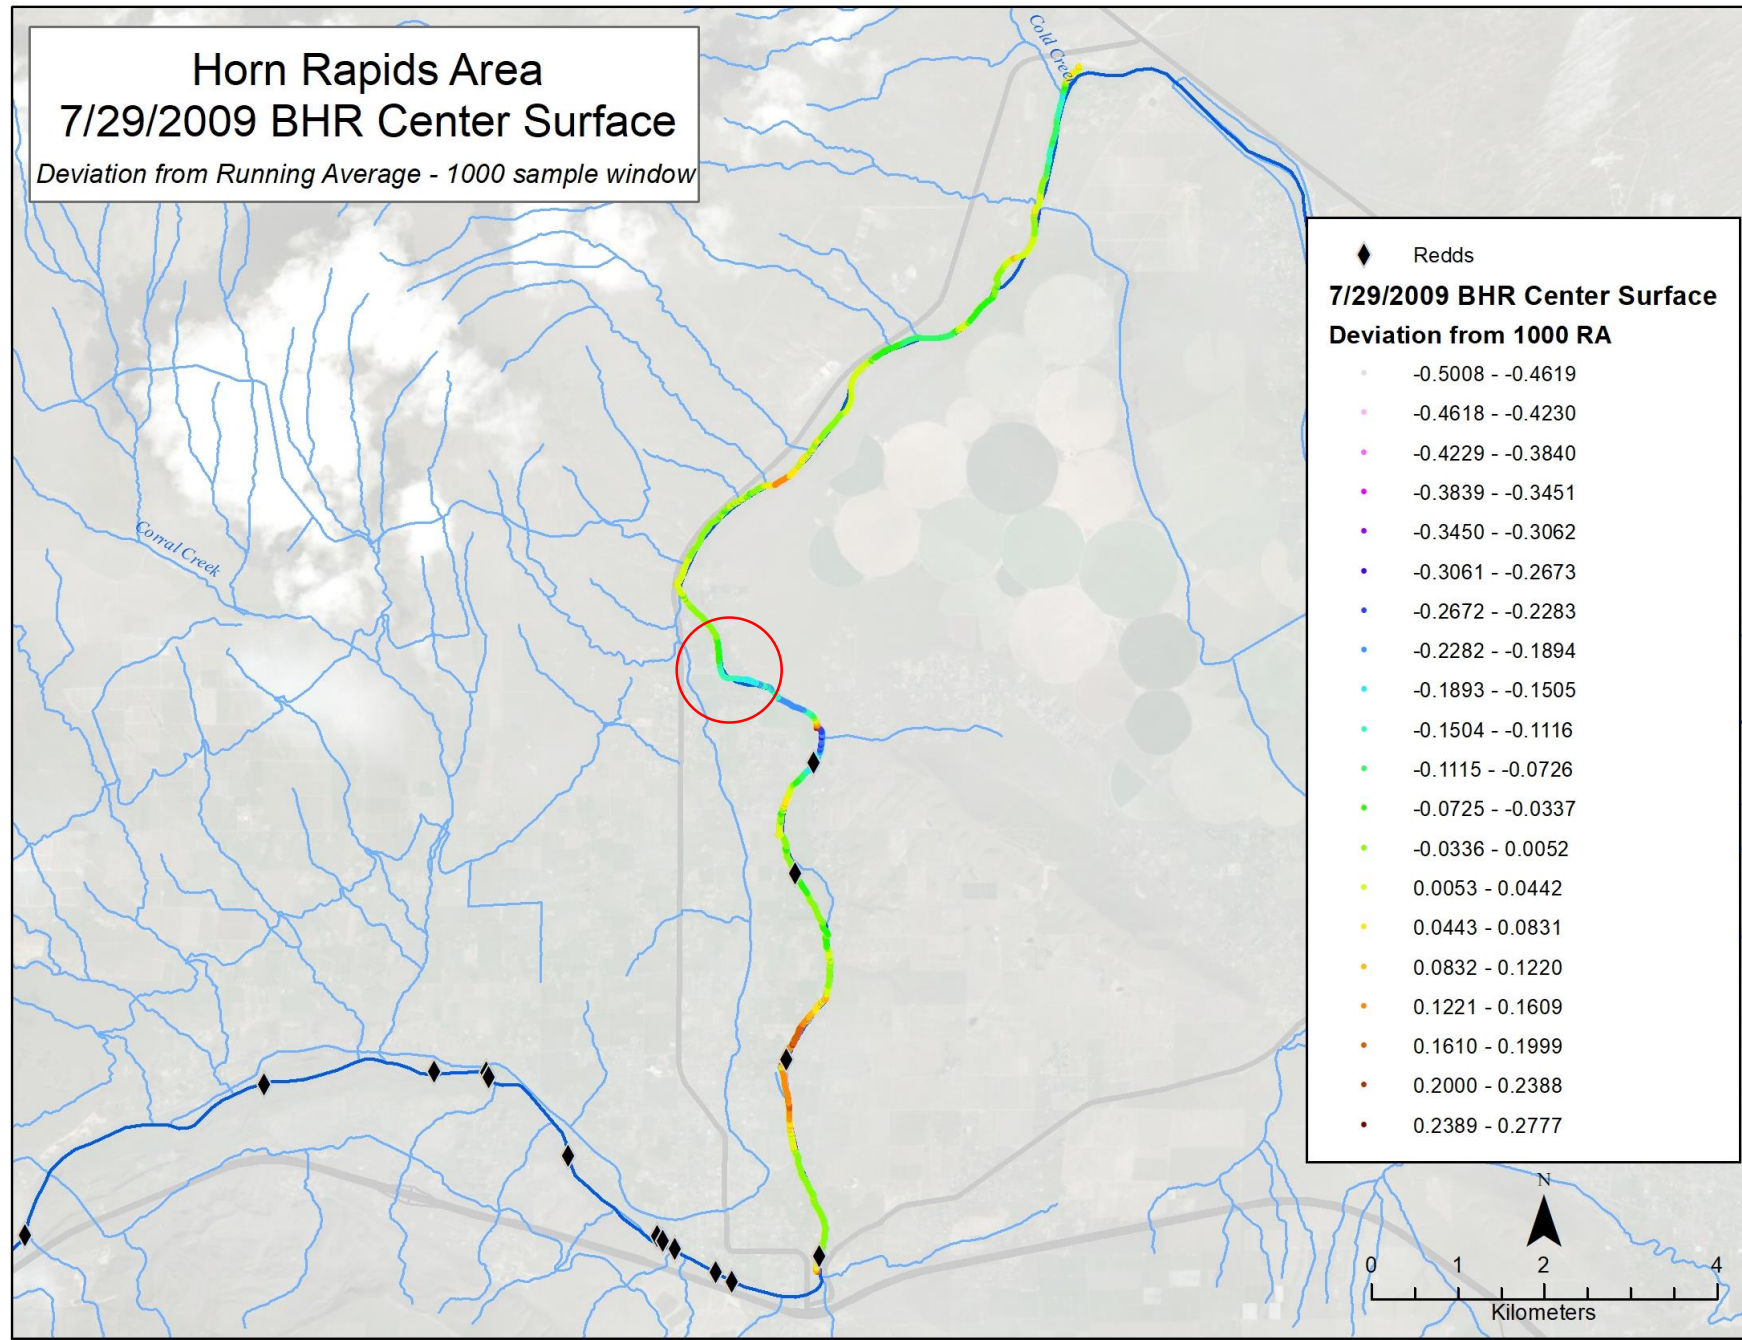 Horn Rapids Area
7/29/2009 BHR Center Surface
Deviation from Running Average - 1000 sample window
Cold Creek
Corral Creek
Redds
7/29/2009 BHR Center Surface
Deviation from 1000 RA
-0.5008 - -0.4619
-0.4618 - -0.4230
-0.4229 - -0.3840
-0.3839 - -0.3451
-0.3450 - -0.3062
-0.3061 - -0.2673
-0.2672 - -0.2283
-0.2282 - -0.1894
-0.1893 - -0.1505
-0.1504 - -0.1116
-0.1115 - -0.0726
-0.0725 - -0.0337
-0.0336 - 0.0052
0.0053 - 0.0442
0.0443 - 0.0831
0.0832 - 0.1220
0.1221 - 0.1609
0.1610 - 0.1999
0.2000 - 0.2388
0.2389 - 0.2777
N
0 1 2 4
Kilometers